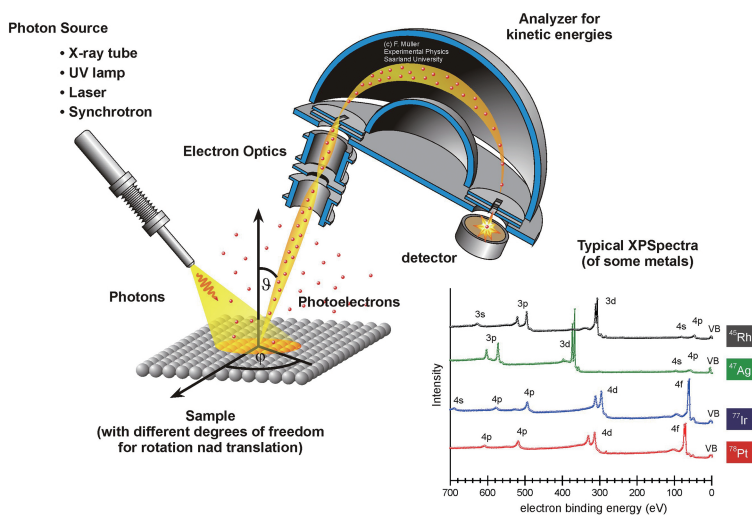 Photon Source
• X-ray tube
• UV lamp
• Laser
• Synchrotron
Analyzer for
kinetic energies
(c) F. Müller
Experimental Physics
Saarland University
Electron Optics
detector
Photons
ϑ
Photoelectrons
φ
Sample
(with different degrees of freedom
for rotation nad translation)
Typical XPSpectra
(of some metals)
Intensity
3s
3p
3d
4s
4p
VB
45Rh
3p
3d
4s
4p
VB
47Ag
4s
4p
4p
4d
4f
VB
77Ir
4p
4p
4d
4f
VB
78Pt
700 600 500 400 300 200 100 0
electron binding energy (eV)